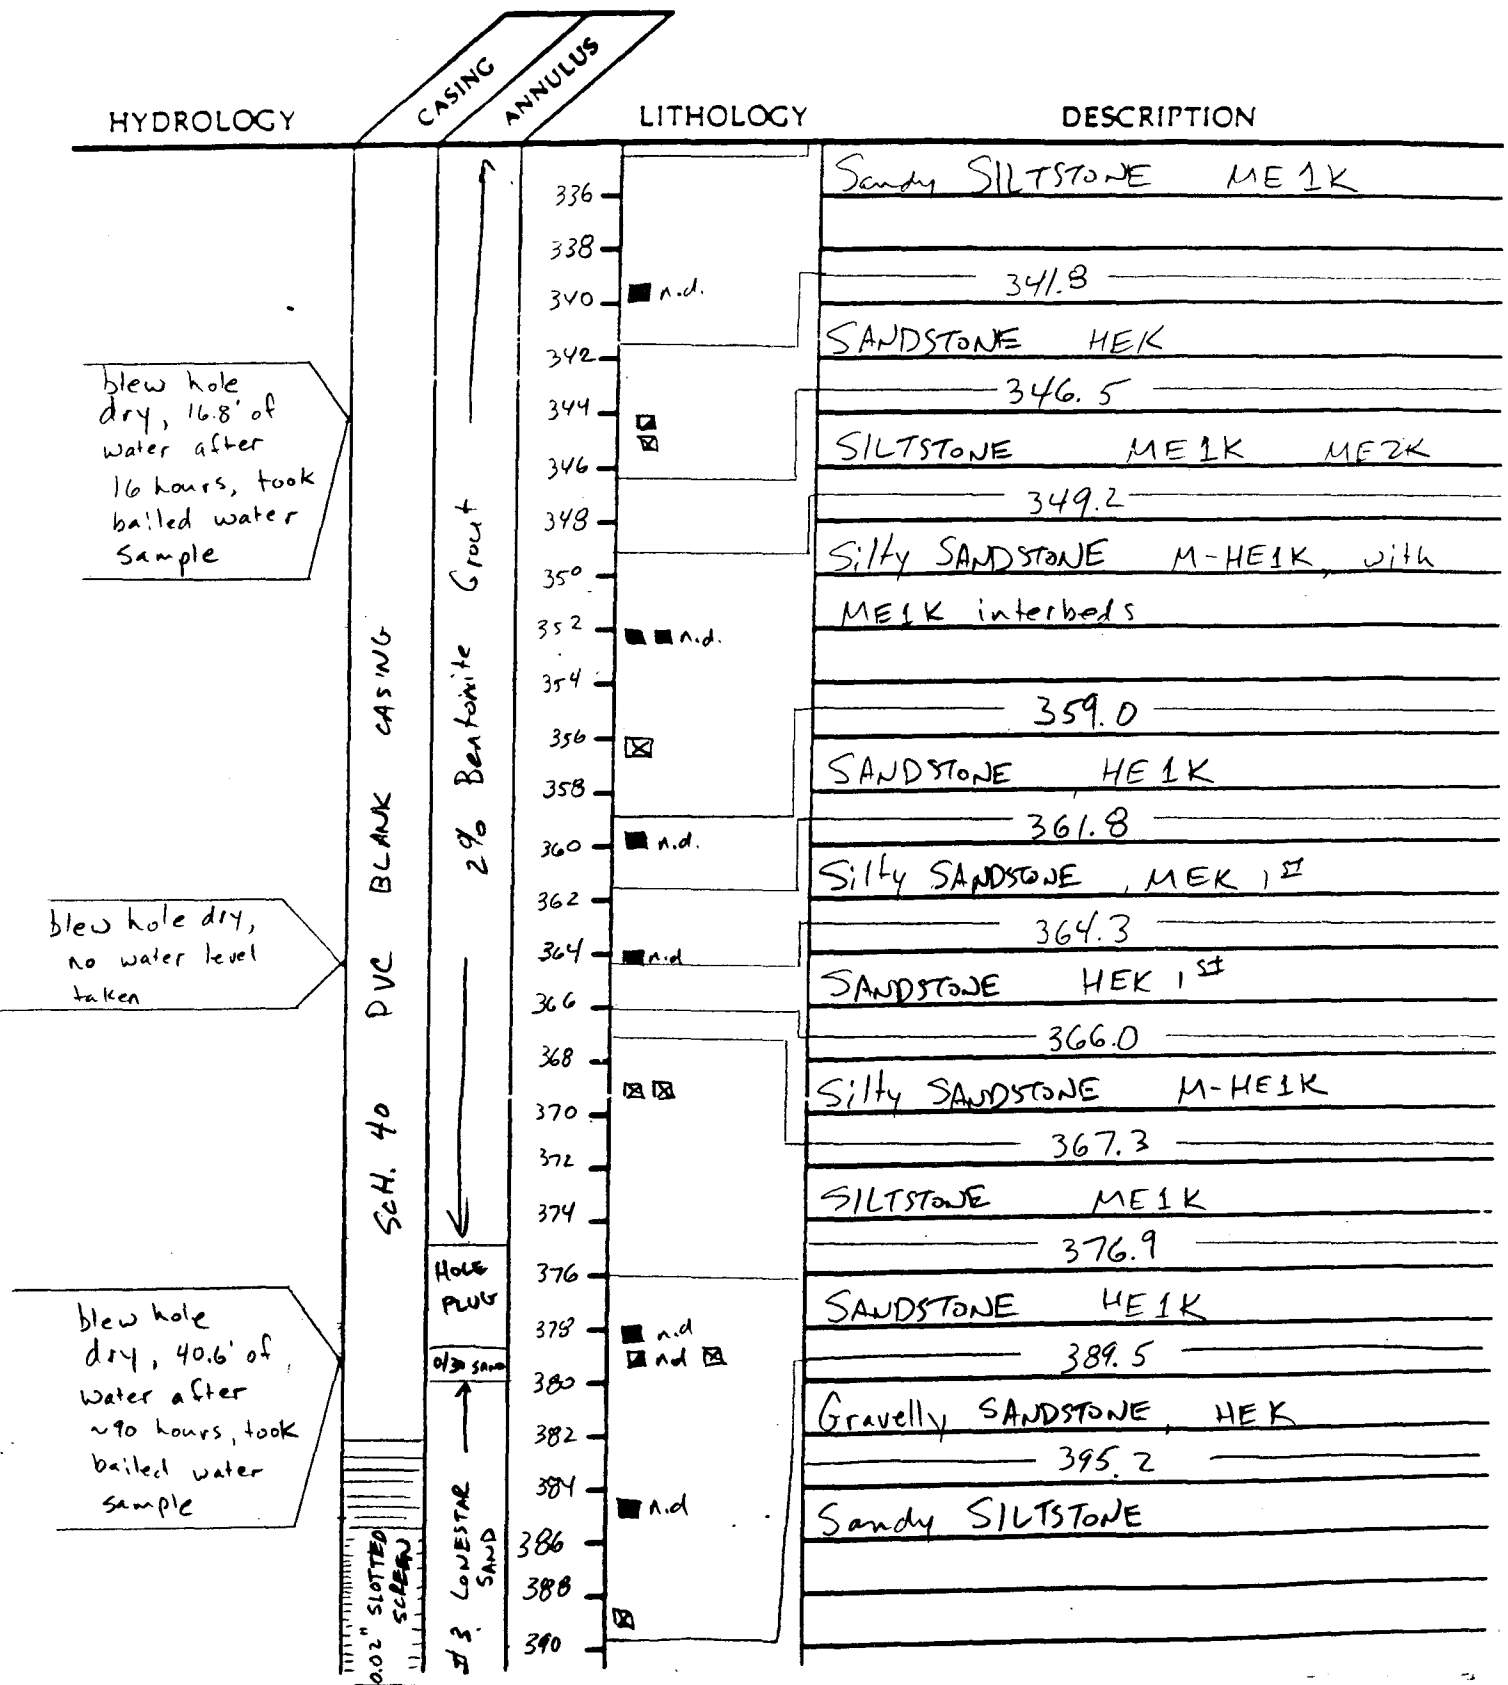 HYDROLOGY
CASING
ANNULUS
LITHOLOGY
DESCRIPTION
blew hole
dry, 16.8' of
water after
16 hours, took
bailed water
sample
blew hole dry,
no water level
taken
blew hole
dry, 40.6' of
water after
~90 hours, took
bailed water
sample
SCH. 40 PVC BLANK CASING
0.02" SLOTTED
SCREEN
2% Bentonite Grout
HOLE
PLUG
0/30 SAND
#3 LONESTAR
SAND
336
338
340
342
344
346
348
350
352
354
356
358
360
362
364
366
368
370
372
374
376
378
380
382
384
386
388
390
n.d.
n.d.
n.d.
n.d
n.d
nd
n.d
Sandy SILTSTONE ME1K
341.8
SANDSTONE HEK
346.5
SILTSTONE ME1K ME2K
349.2
Silty SANDSTONE M-HE1K, with
ME1K interbeds
359.0
SANDSTONE HE1K
361.8
Silty SANDSTONE, MEK, st
364.3
SANDSTONE HEK, st
366.0
Silty SANDSTONE M-HE1K
367.3
SILTSTONE ME1K
376.9
SANDSTONE HE1K
389.5
Gravelly SANDSTONE, HEK
395.2
Sandy SILTSTONE